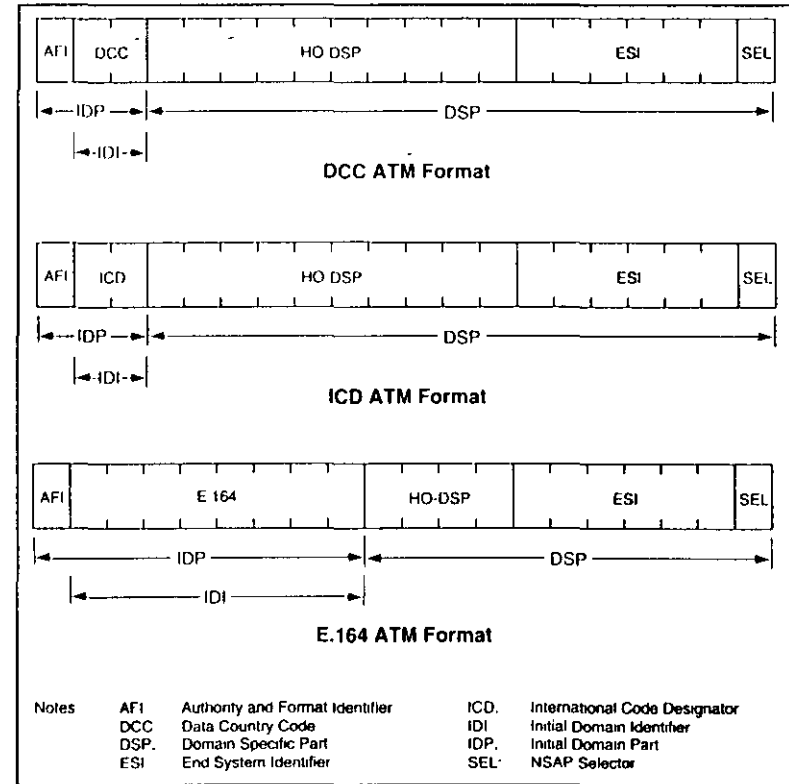 AFI DCC HO DSP ESI SEL
IDP DSP
IDI
DCC ATM Format
AFI ICD HO DSP ESI SEL
IDP DSP
IDI
ICD ATM Format
AFI E 164 HO-DSP ESI SEL
IDP DSP
IDI
E.164 ATM Format
Notes AFI Authority and Format Identifier ICD. International Code Designator
DCC Data Country Code IDI Initial Domain Identifier
DSP. Domain Specific Part IDP. Initial Domain Part
ESI End System Identifier SEL· NSAP Selector